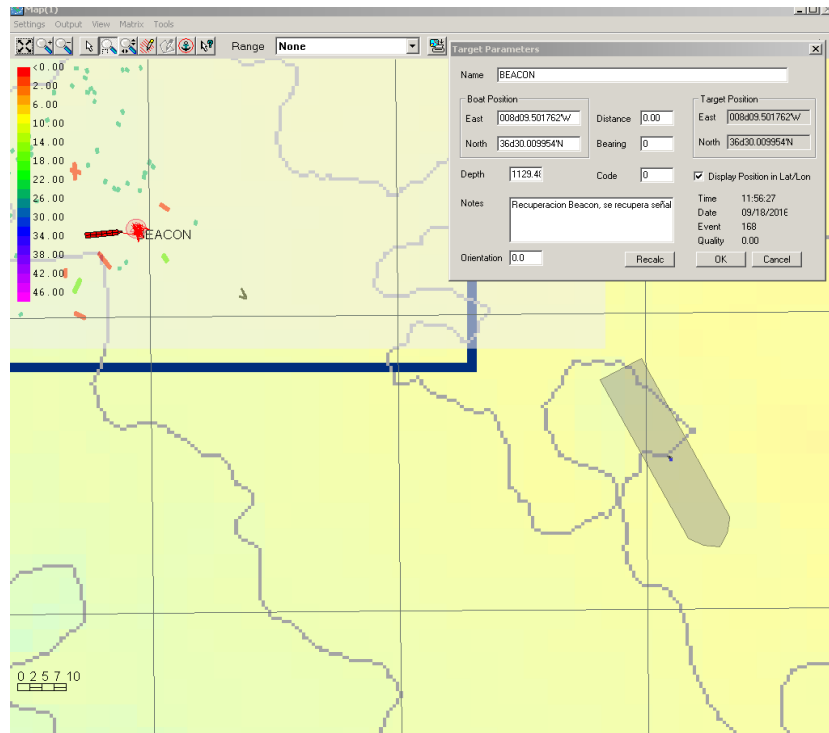 Map(1)
Settings Output View Matrix Tools
Range None
<0.00
2.00
6.00
10.00
14.00
18.00
22.00
26.00
30.00
34.00
38.00
42.00
46.00
BEACON
0 2 5 7 10
Target Parameters
Name BEACON
Boat Position
East 008d09.501762'W
North 36d30.009954'N
Distance 0.00
Bearing 0
Target Position
East 008d09.501762'W
North 36d30.009954'N
Depth 1129.48
Code 0
Display Position in Lat/Lon
Notes Recuperacion Beacon, se recupera señal
Time 11:56:27
Date 09/18/2016
Event 168
Quality 0.00
Orientation 0.0
Recalc OK Cancel